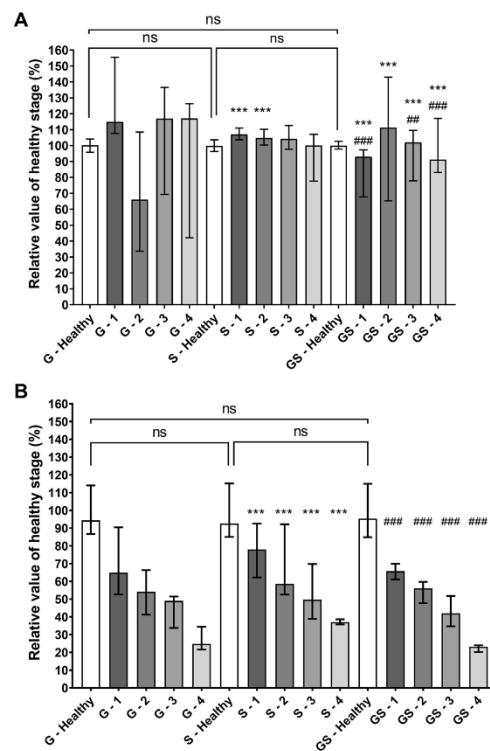 A
ns
ns
ns
Relative value of healthy stage (%)
160
150
140
130
120
110
100
90
80
70
60
50
40
30
20
10
0
***
***
***
###
***
***
##
***
###
G - Healthy
G - 1
G - 2
G - 3
G - 4
S - Healthy
S - 1
S - 2
S - 3
S - 4
GS - Healthy
GS - 1
GS - 2
GS - 3
GS - 4
B
ns
ns
ns
Relative value of healthy stage (%)
160
150
140
130
120
110
100
90
80
70
60
50
40
30
20
10
0
***
***
***
***
###
###
###
###
G - Healthy
G - 1
G - 2
G - 3
G - 4
S - Healthy
S - 1
S - 2
S - 3
S - 4
GS - Healthy
GS - 1
GS - 2
GS - 3
GS - 4